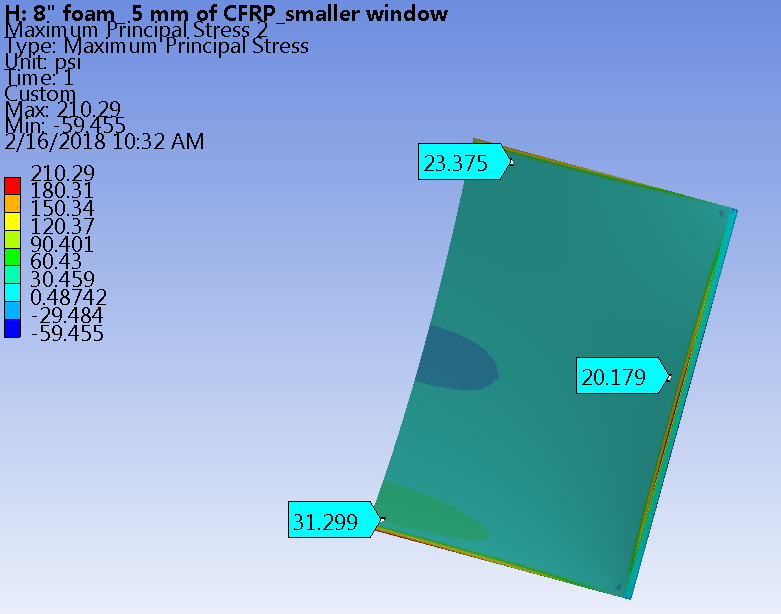 H: 8" foam_ 5 mm of CFRP_smaller window
Maximum Principal Stress 2
Type: Maximum Principal Stress
Unit: psi
Time: 1
Custom
Max: 210.29
Min: -59.455
2/16/2018 10:32 AM
210.29
180.31
150.34
120.37
90.401
60.43
30.459
0.48742
-29.484
-59.455
23.375
20.179
31.299